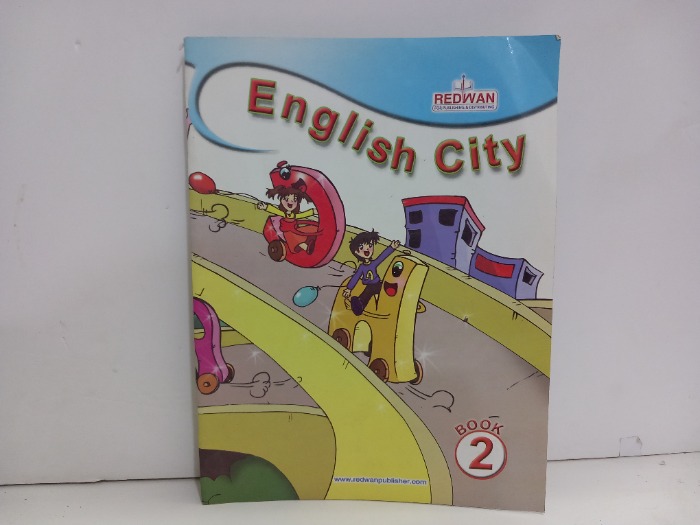 REDWAN
English City
BOOK
2
www.redwanpublisher.com